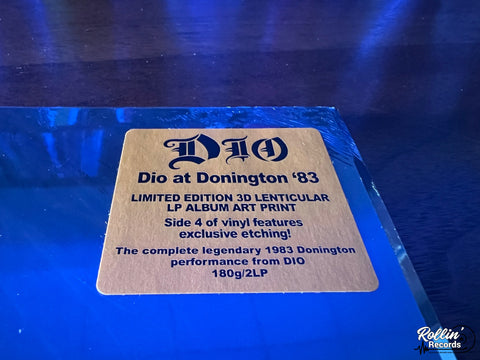 DIO
Dio at Donington '83
LIMITED EDITION 3D LENTICULAR
LP ALBUM ART PRINT
Side 4 of vinyl features
exclusive etching!
The complete legendary 1983 Donington
performance from DIO
180g/2LP
Rollin'
Records